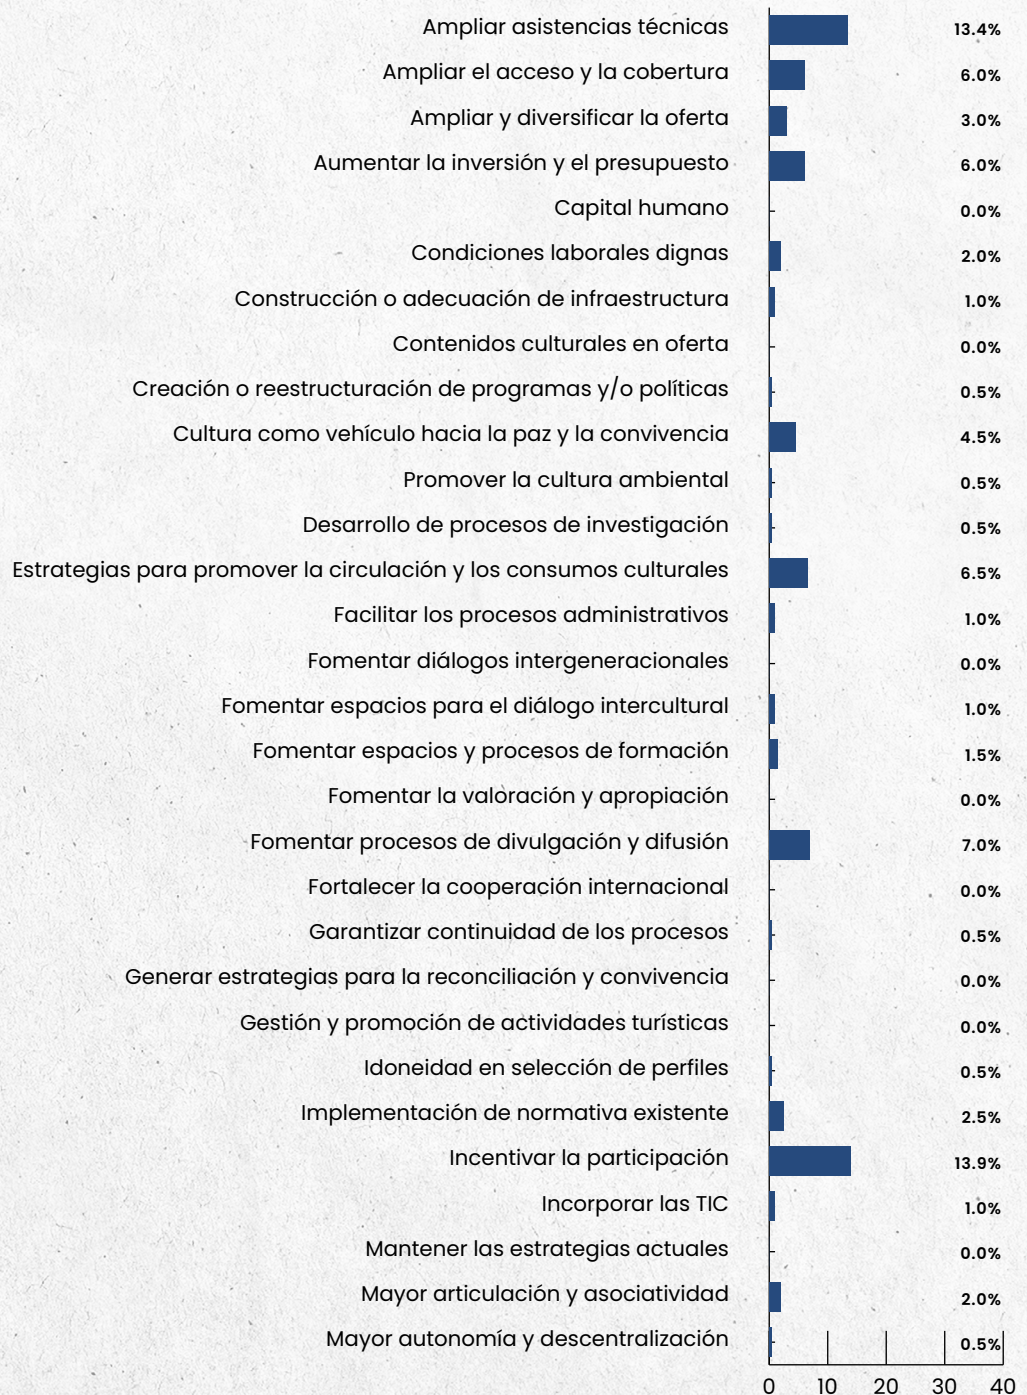 Ampliar asistencias técnicas 13.4%
Ampliar el acceso y la cobertura 6.0%
Ampliar y diversificar la oferta 3.0%
Aumentar la inversión y el presupuesto 6.0%
Capital humano 0.0%
Condiciones laborales dignas 2.0%
Construcción o adecuación de infraestructura 1.0%
Contenidos culturales en oferta 0.0%
Creación o reestructuración de programas y/o políticas 0.5%
Cultura como vehículo hacia la paz y la convivencia 4.5%
Promover la cultura ambiental 0.5%
Desarrollo de procesos de investigación 0.5%
Estrategias para promover la circulación y los consumos culturales 6.5%
Facilitar los procesos administrativos 1.0%
Fomentar diálogos intergeneracionales 0.0%
Fomentar espacios para el diálogo intercultural 1.0%
Fomentar espacios y procesos de formación 1.5%
Fomentar la valoración y apropiación 0.0%
Fomentar procesos de divulgación y difusión 7.0%
Fortalecer la cooperación internacional 0.0%
Garantizar continuidad de los procesos 0.5%
Generar estrategias para la reconciliación y convivencia 0.0%
Gestión y promoción de actividades turísticas 0.0%
Idoneidad en selección de perfiles 0.5%
Implementación de normativa existente 2.5%
Incentivar la participación 13.9%
Incorporar las TIC 1.0%
Mantener las estrategias actuales 0.0%
Mayor articulación y asociatividad 2.0%
Mayor autonomía y descentralización 0.5%
0 10 20 30 40